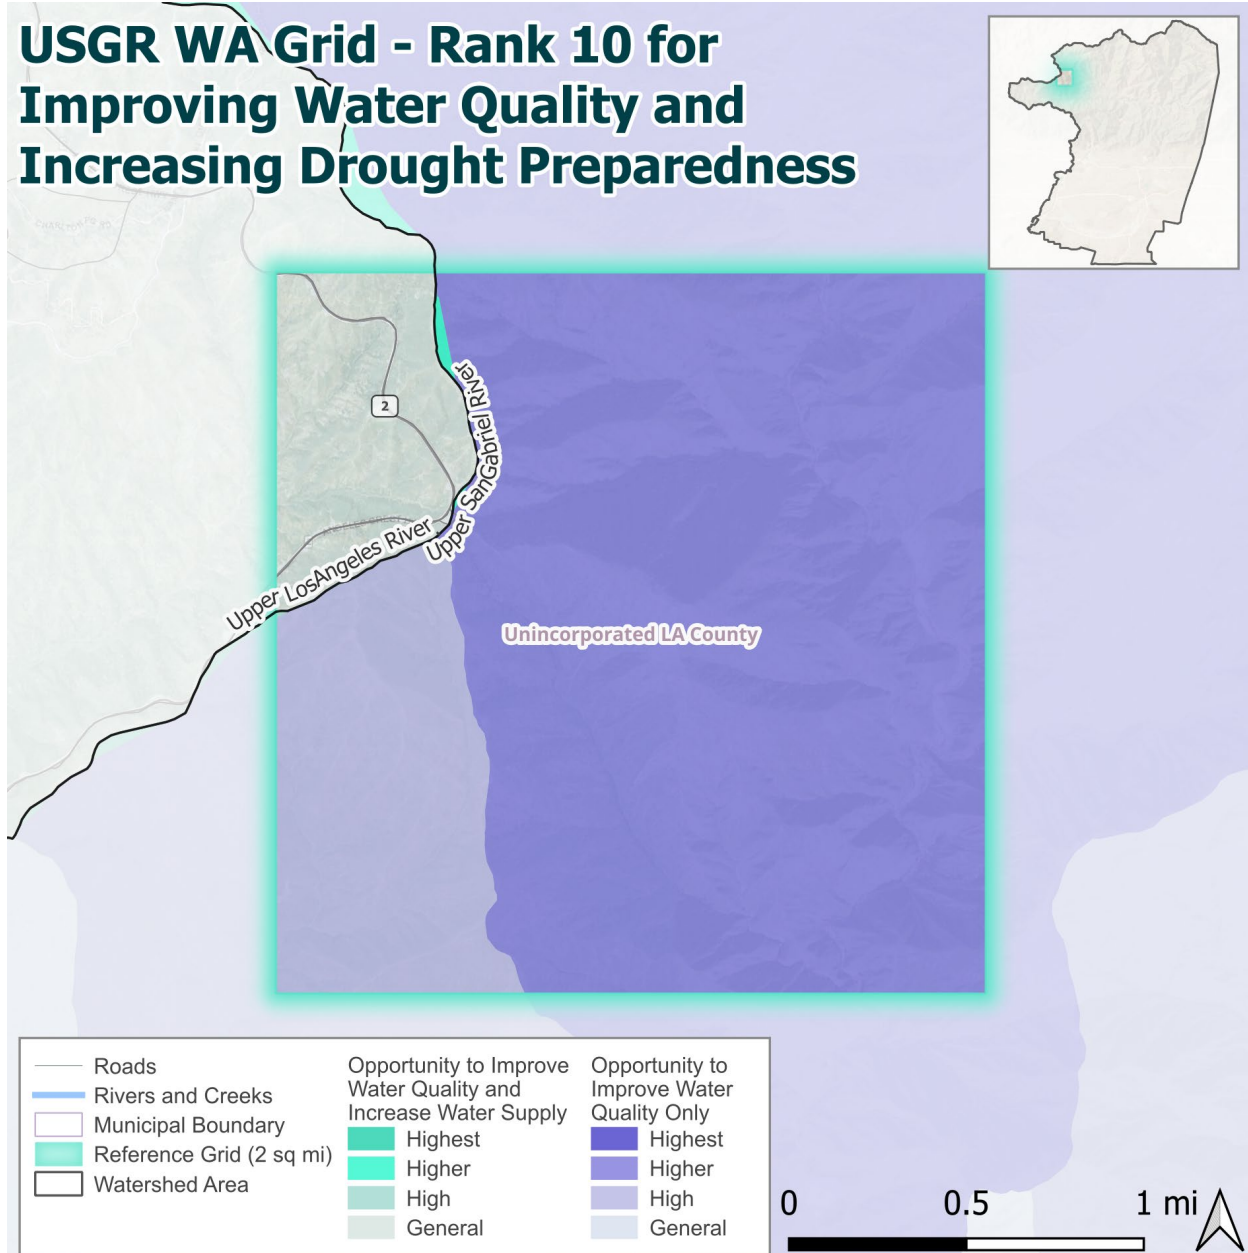 USGR WA Grid - Rank 10 for
Improving Water Quality and
Increasing Drought Preparedness
2
Upper SanGabriel River
Upper LosAngeles River
Unincorporated LA County
Roads
Rivers and Creeks
Municipal Boundary
Reference Grid (2 sq mi)
Watershed Area
Opportunity to Improve
Water Quality and
Increase Water Supply
Highest
Higher
High
General
Opportunity to
Improve Water
Quality Only
Highest
Higher
High
General
0 0.5 1 mi